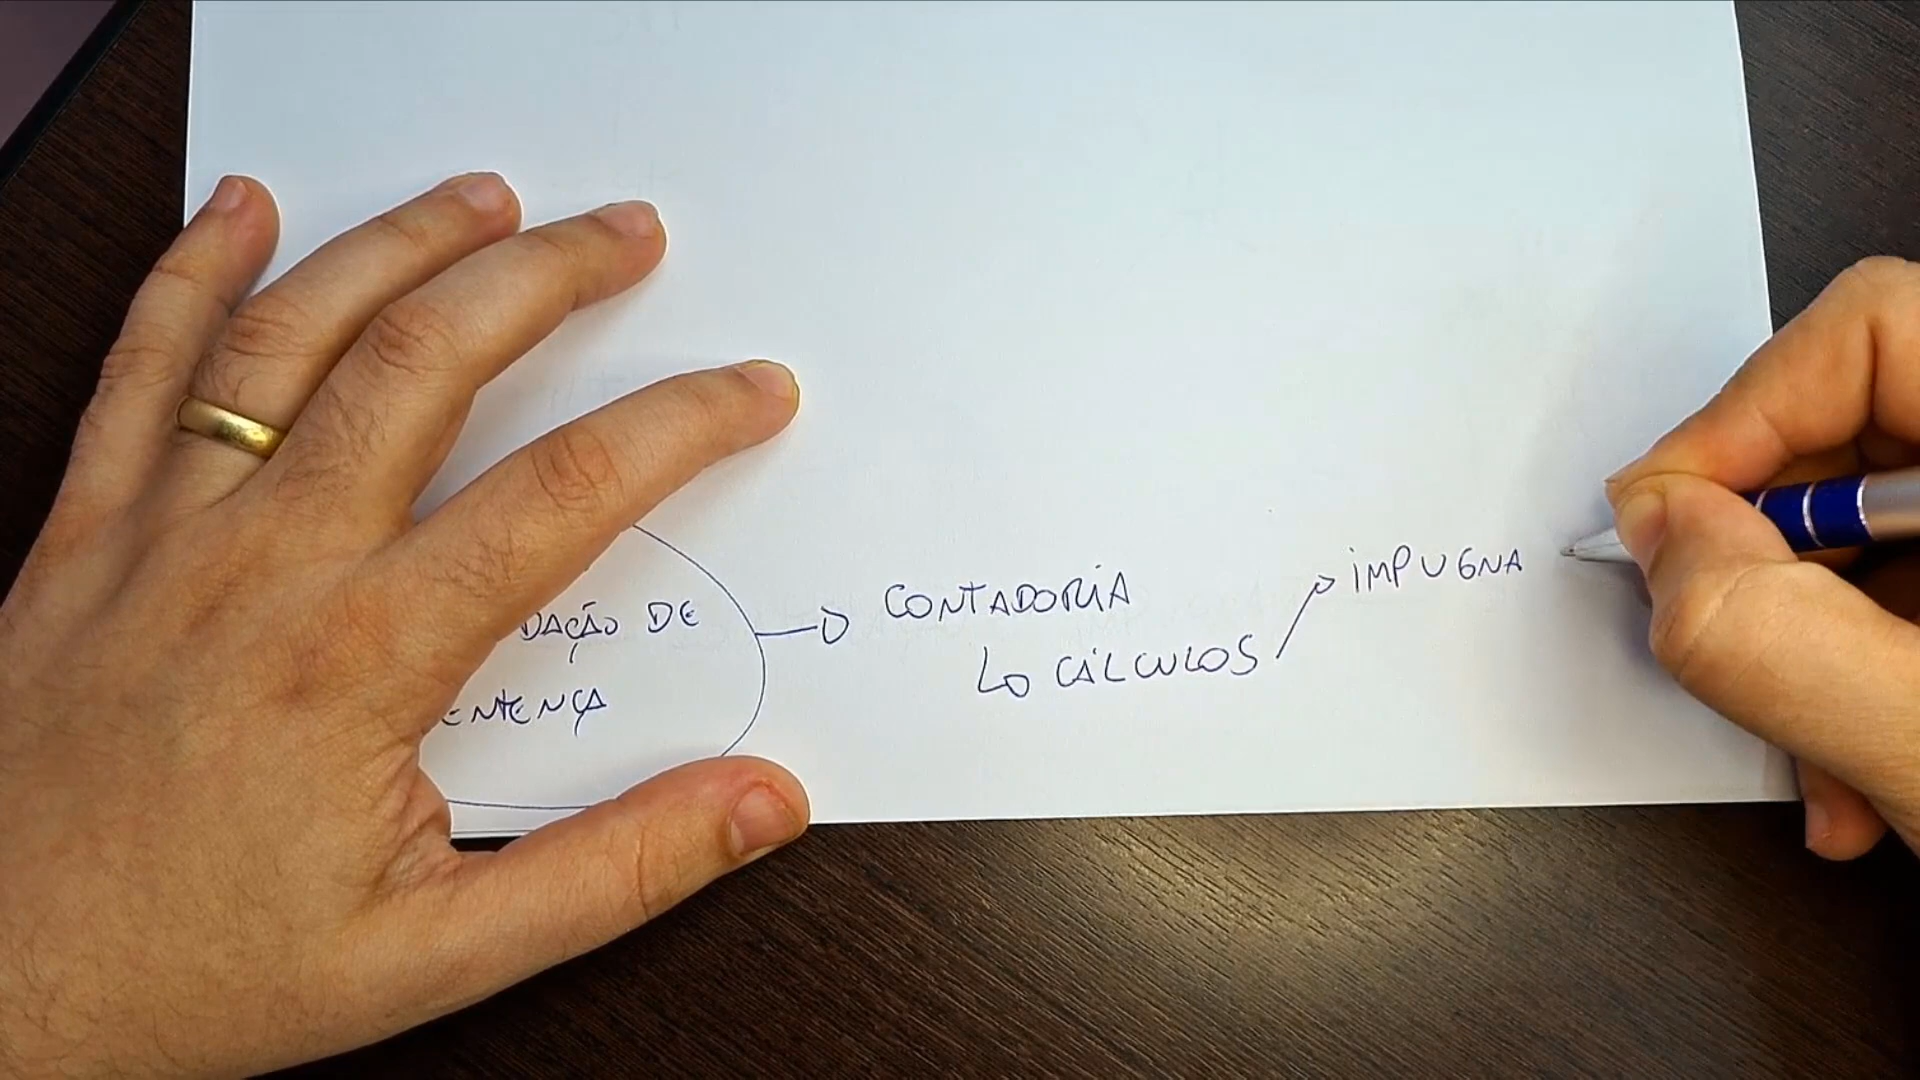 DAÇÃO DE
ENTENÇA
CONTADORIA
CÁLCULOS
IMPUGNA